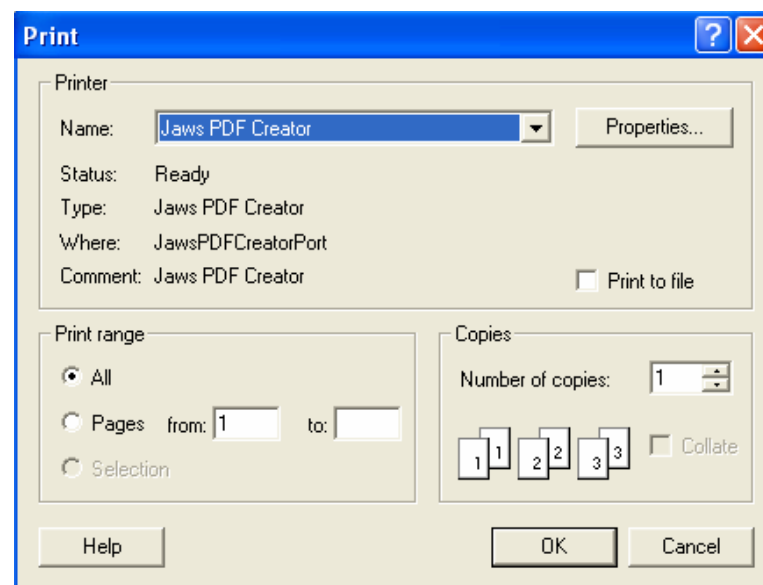 Print ?
Printer
Name: Jaws PDF Creator Properties...
Status: Ready
Type: Jaws PDF Creator
Where: JawsPDFCreatorPort
Comment: Jaws PDF Creator Print to file
Print range
All
Pages from: 1 to:
Selection
Copies
Number of copies: 1
1 1 2 2 3 3 Collate
Help OK Cancel